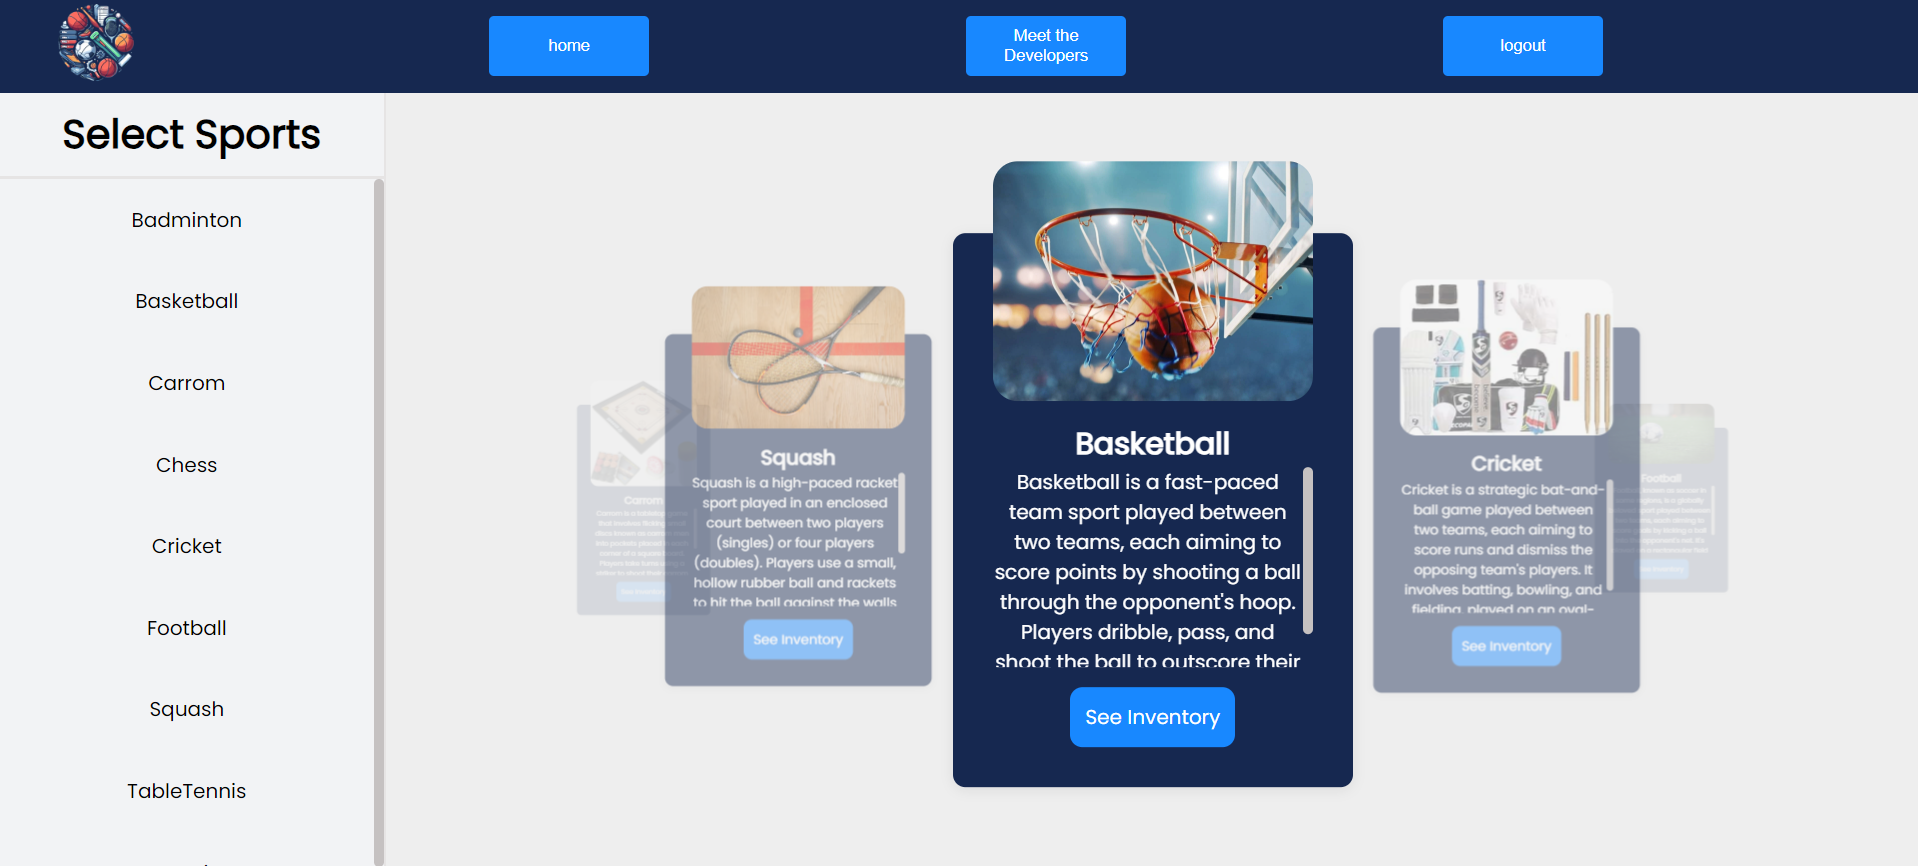 home
Meet the
Developers
logout
Select Sports
Badminton
Basketball
Carrom
Chess
Cricket
Football
Squash
TableTennis
Carrom
Squash
Squash is a high-paced racket
sport played in an enclosed
court between two players
(singles) or four players
(doubles). Players use a small,
hollow rubber ball and rackets
to hit the ball against the walls
See Inventory
Basketball
Basketball is a fast-paced
team sport played between
two teams, each aiming to
score points by shooting a ball
through the opponent's hoop.
Players dribble, pass, and
shoot the ball to outscore their
See Inventory
Cricket
Cricket is a strategic bat-and-
ball game played between
two teams, each aiming to
score runs and dismiss the
opposing team's players. It
involves batting, bowling, and
fielding, played on an oval-
See Inventory
Football
See Inventory